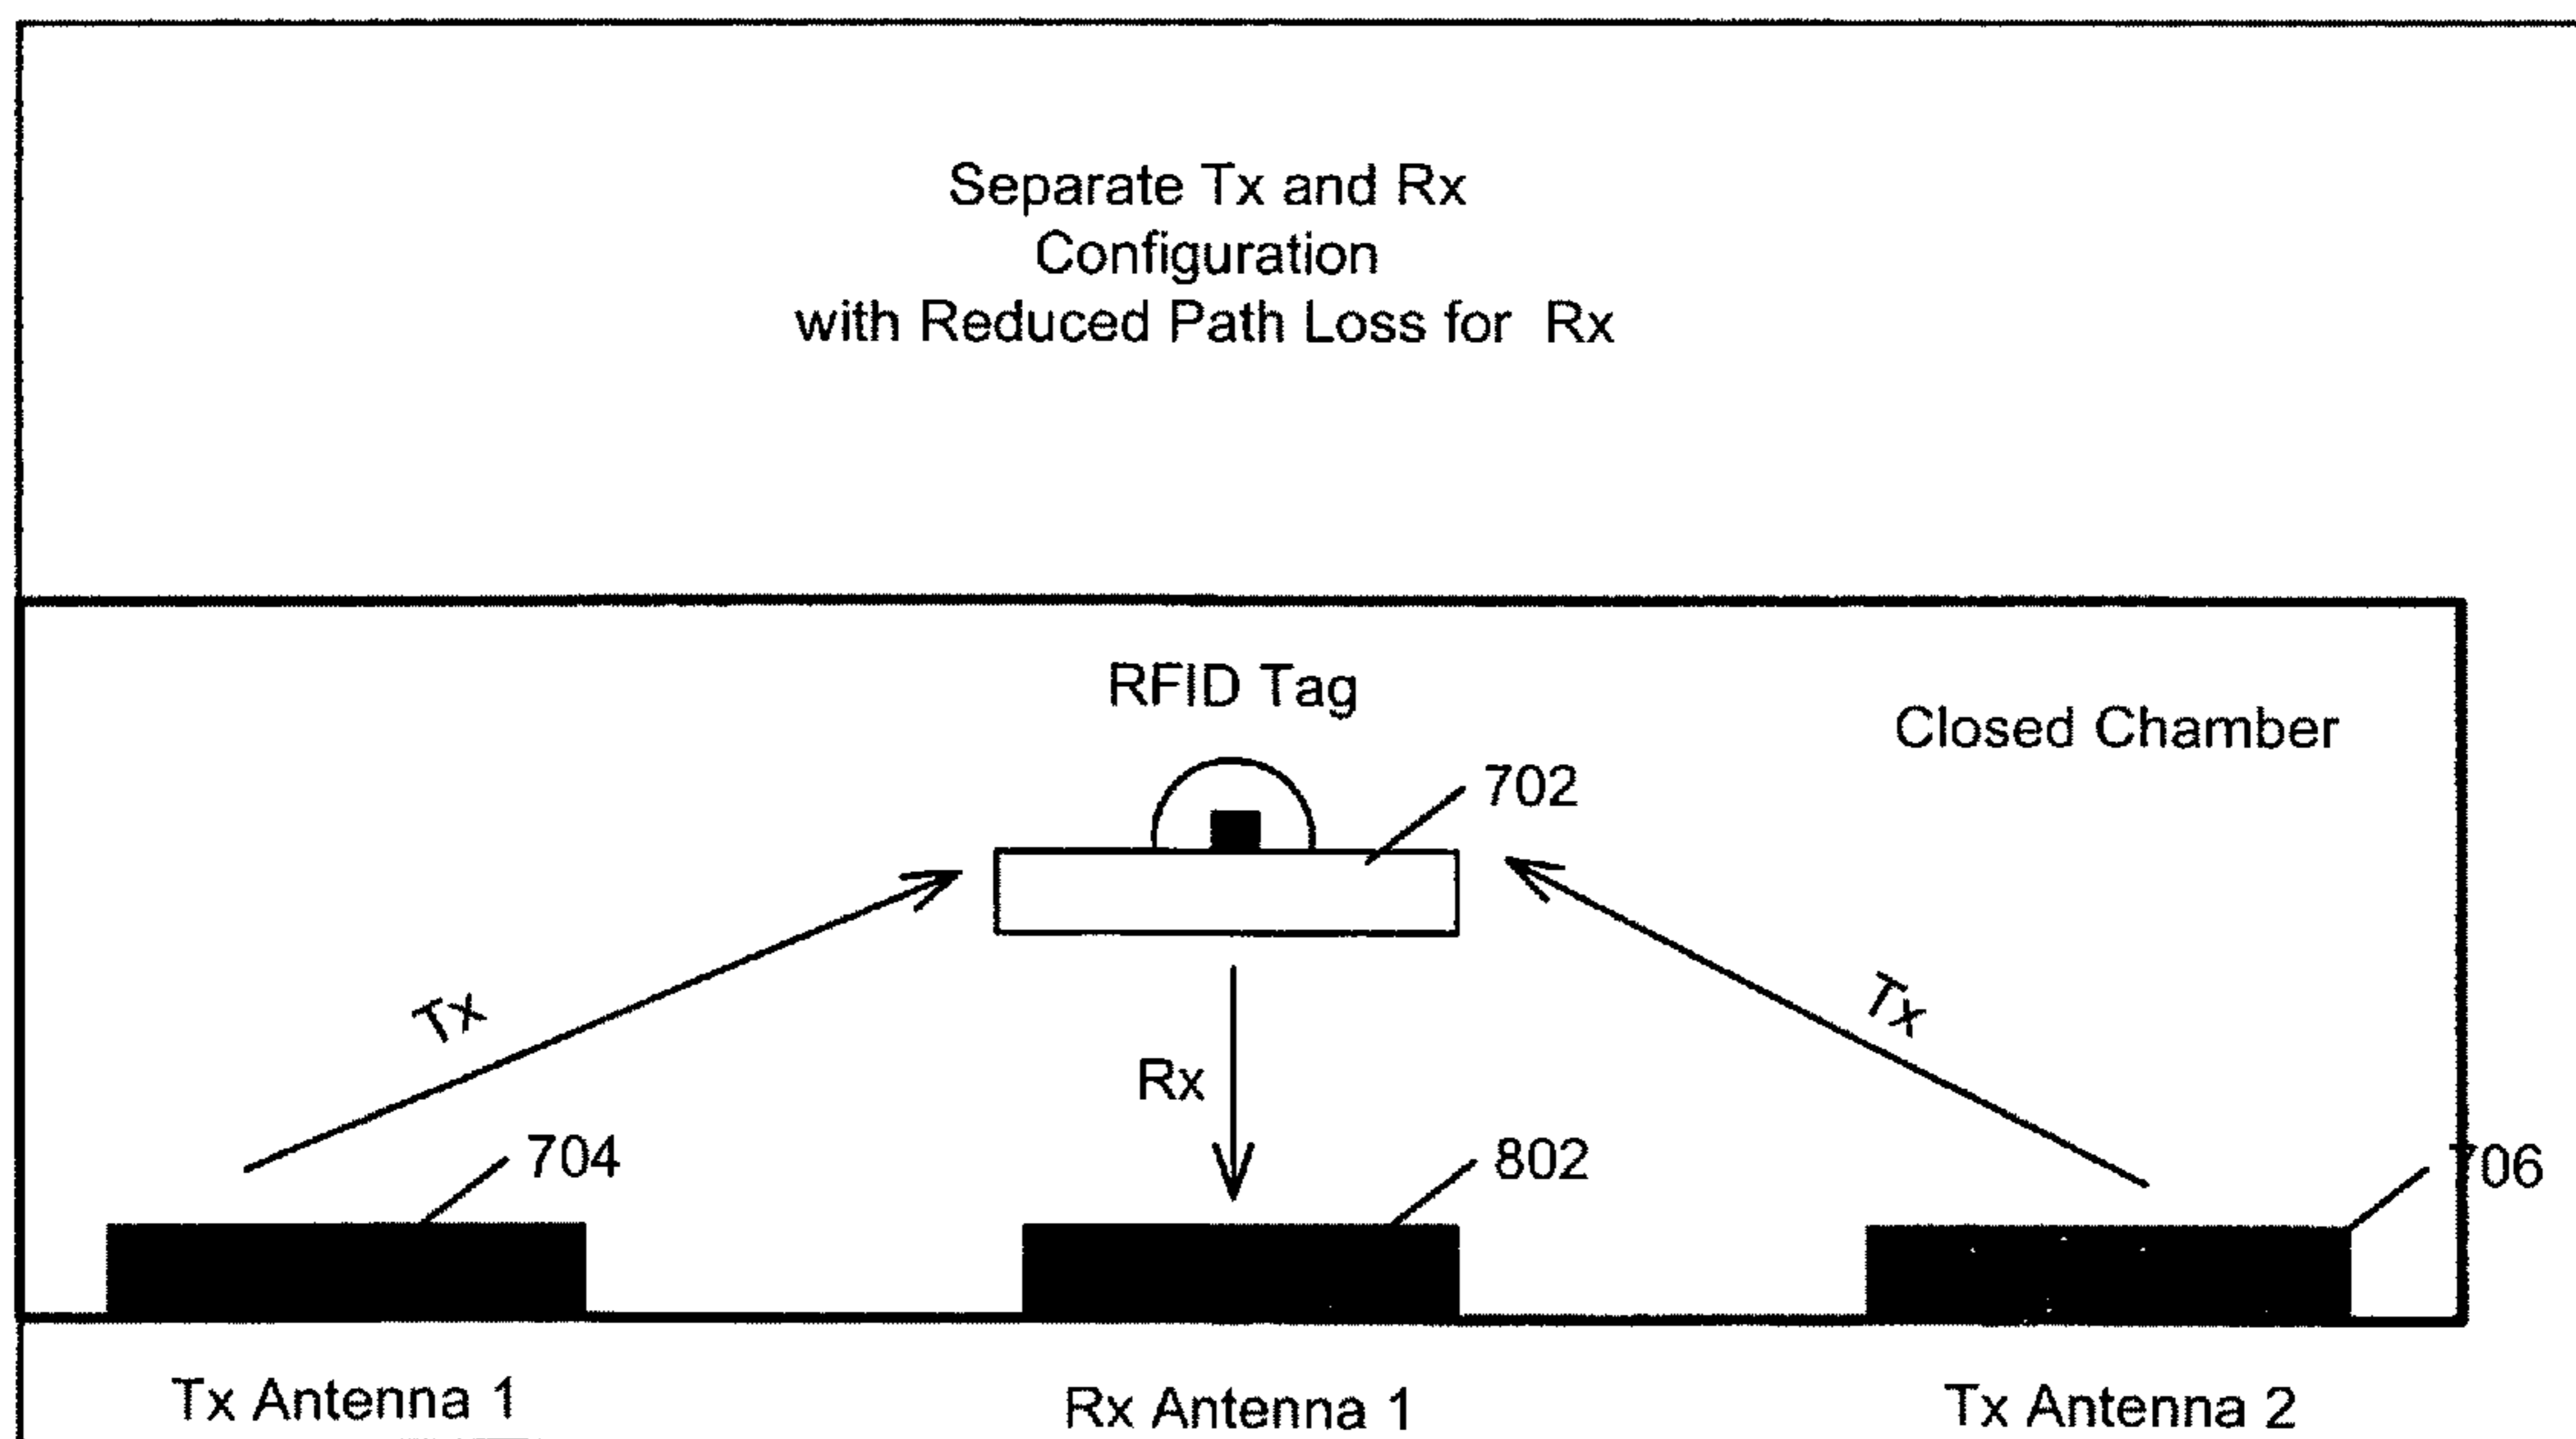 Separate Tx and Rx
Configuration
with Reduced Path Loss for Rx
RFID Tag
Closed Chamber
702
Tx
Tx
Rx
704
802
706
Tx Antenna 1
Rx Antenna 1
Tx Antenna 2